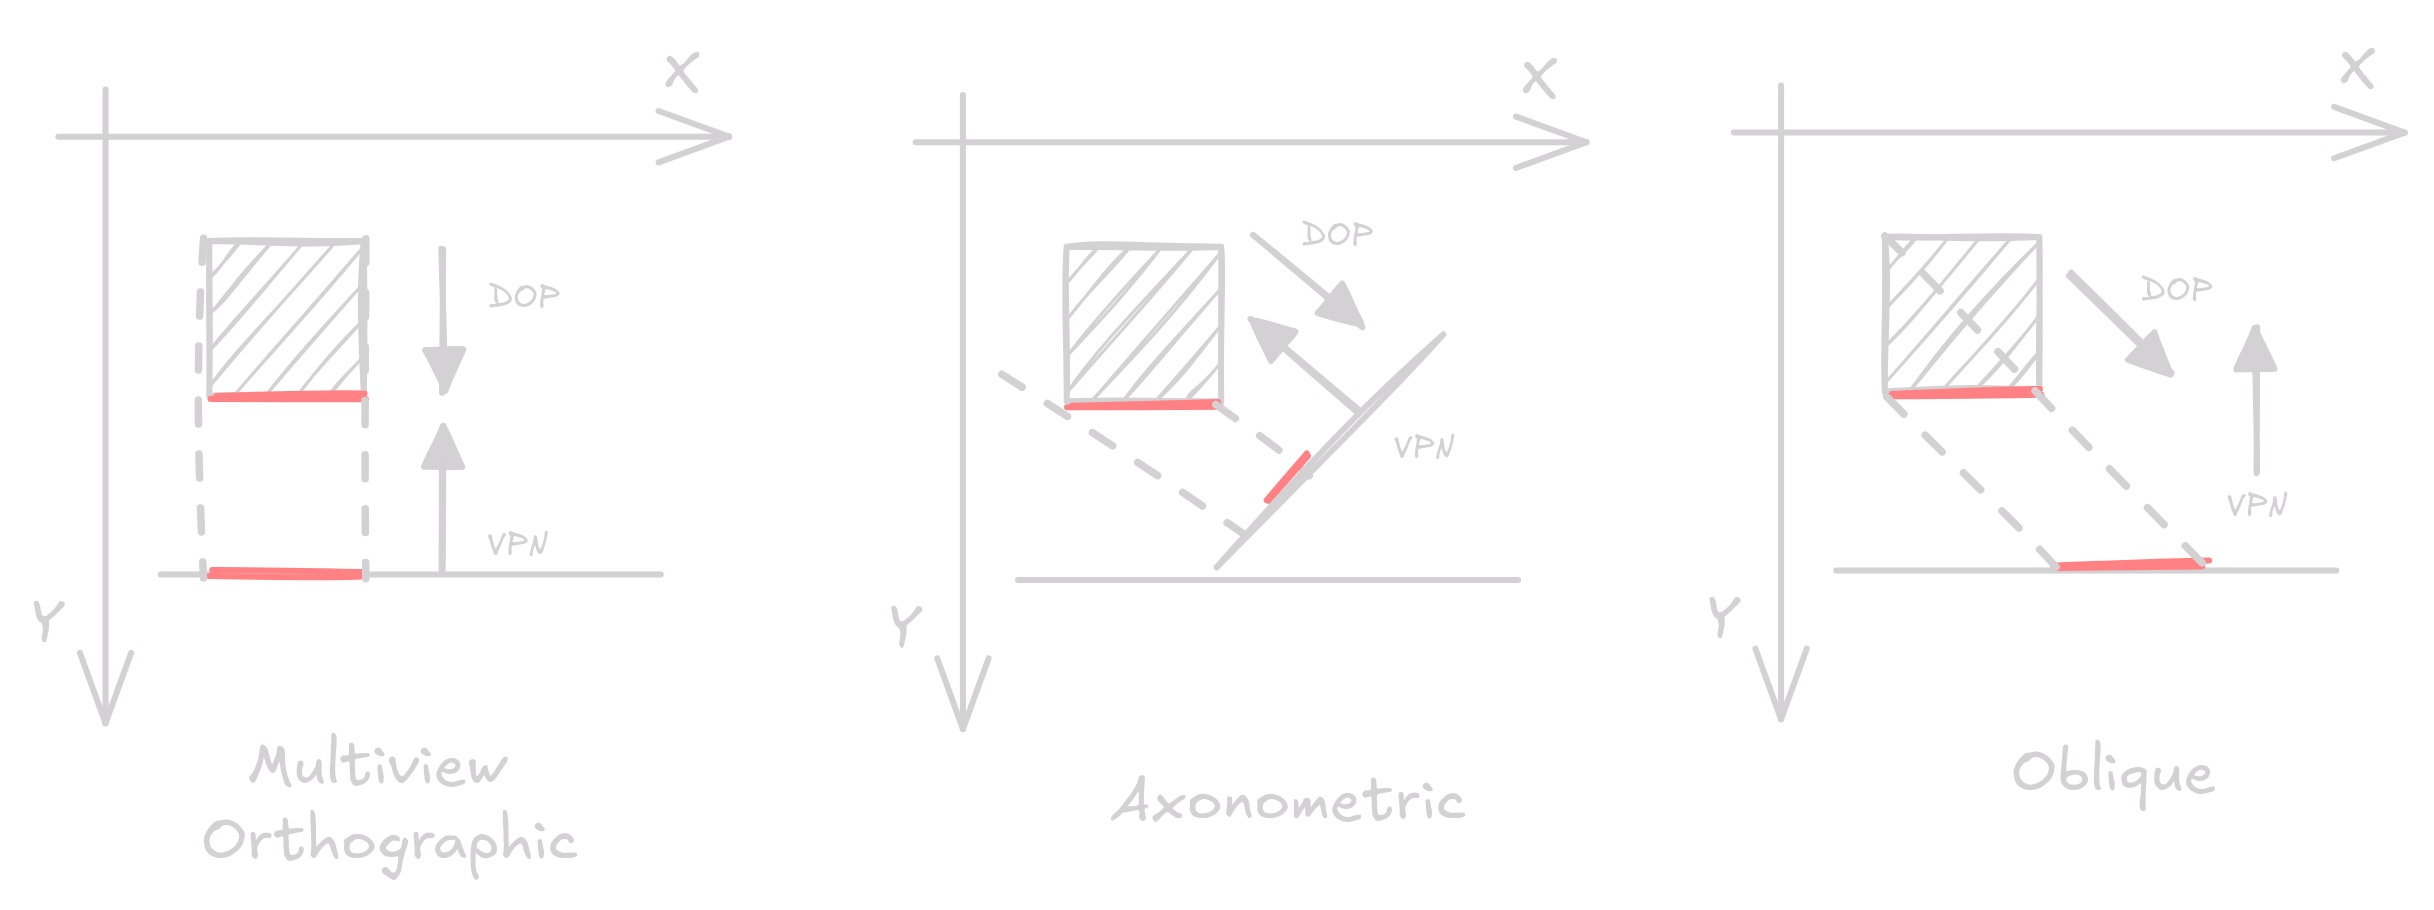 X
DOP
VPN
Y
Multiview
Orthographic
X
DOP
VPN
Y
Axonometric
X
DOP
VPN
Y
Oblique